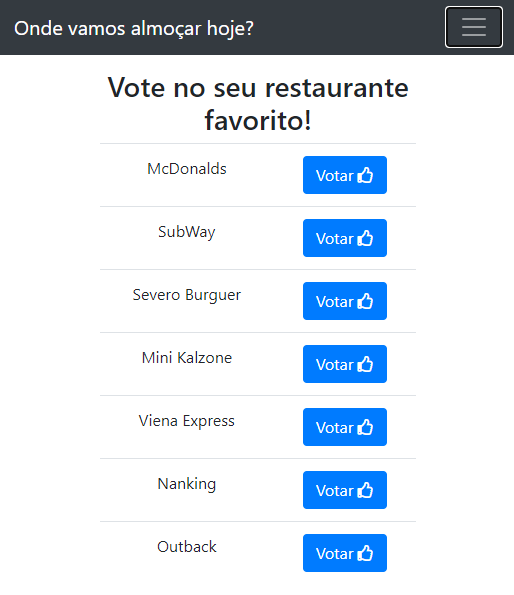 Onde vamos almoçar hoje?
Vote no seu restaurante
favorito!
McDonalds Votar
SubWay Votar
Severo Burguer Votar
Mini Kalzone Votar
Viena Express Votar
Nanking Votar
Outback Votar